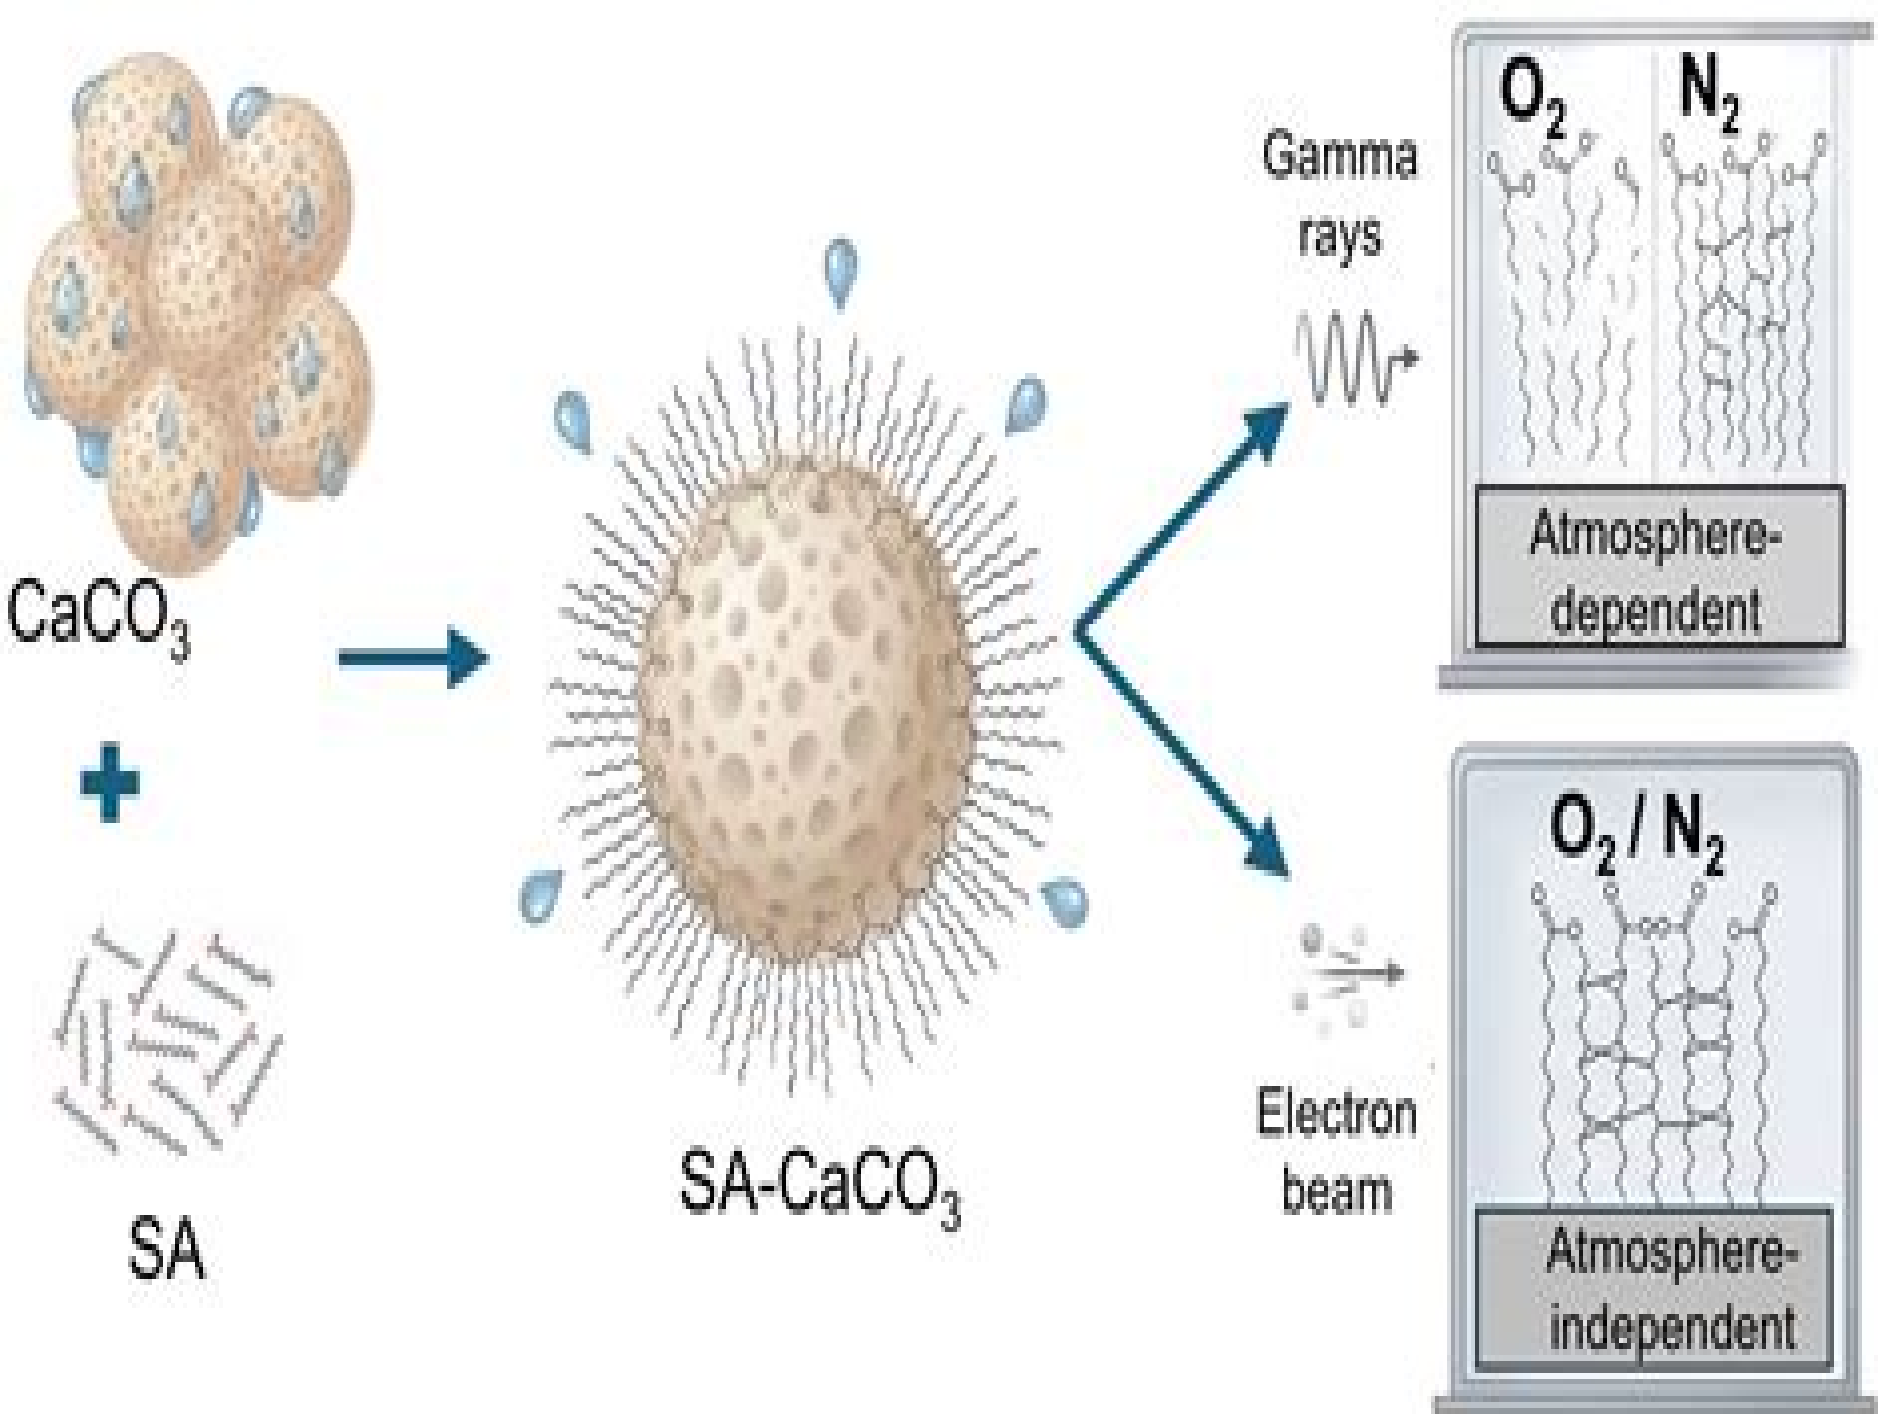 CaCO₃
+
SA
SA-CaCO₃
Gamma
rays
O₂ N₂
Atmosphere-
dependent
Electron
beam
O₂ / N₂
Atmosphere-
independent